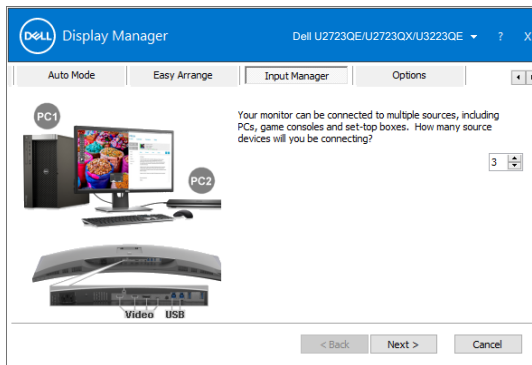 DELL Display Manager
Dell U2723QE/U2723QX/U3223QE ? X
Auto Mode Easy Arrange Input Manager Options
PC1
PC2
Video USB
Your monitor can be connected to multiple sources, including
PCs, game consoles and set-top boxes. How many source
devices will you be connecting?
3
< Back Next > Cancel